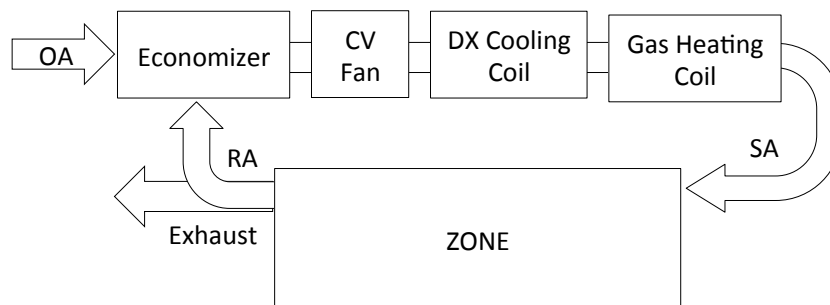 OA
Economizer
CV
Fan
DX Cooling
Coil
Gas Heating
Coil
RA
SA
Exhaust
ZONE